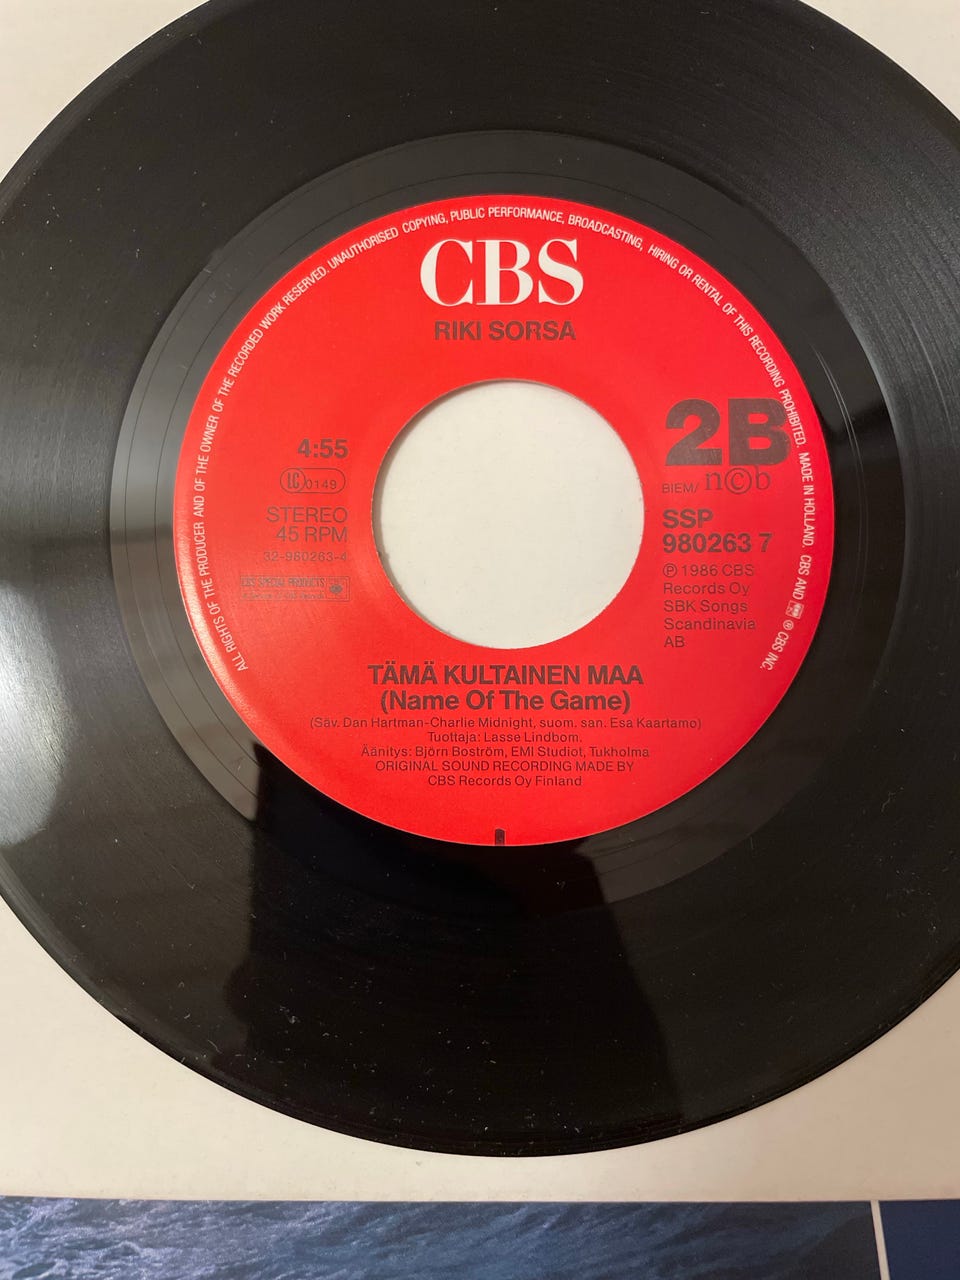 ALL RIGHTS OF THE PRODUCER AND OF THE OWNER OF THE RECORDED WORK RESERVED. UNAUTHORISED COPYING, PUBLIC PERFORMANCE, BROADCASTING, HIRING OR RENTAL OF THIS RECORDING PROHIBITED. MADE IN HOLLAND. CBS AND ® CBS INC.
CBS
RIKI SORSA
4:55
LC 0149
STEREO
45 RPM
32-980263-4
CBS SPECIAL PRODUCTS
2B
BIEM/ n©b
SSP
980263 7
℗ 1986 CBS
Records Oy
SBK Songs
Scandinavia
AB
TÄMÄ KULTAINEN MAA
(Name Of The Game)
(Säv. Dan Hartman-Charlie Midnight, suom. san. Esa Kaartamo)
Tuottaja: Lasse Lindbom.
Äänitys: Björn Boström, EMI Studiot, Tukholma
ORIGINAL SOUND RECORDING MADE BY
CBS Records Oy Finland